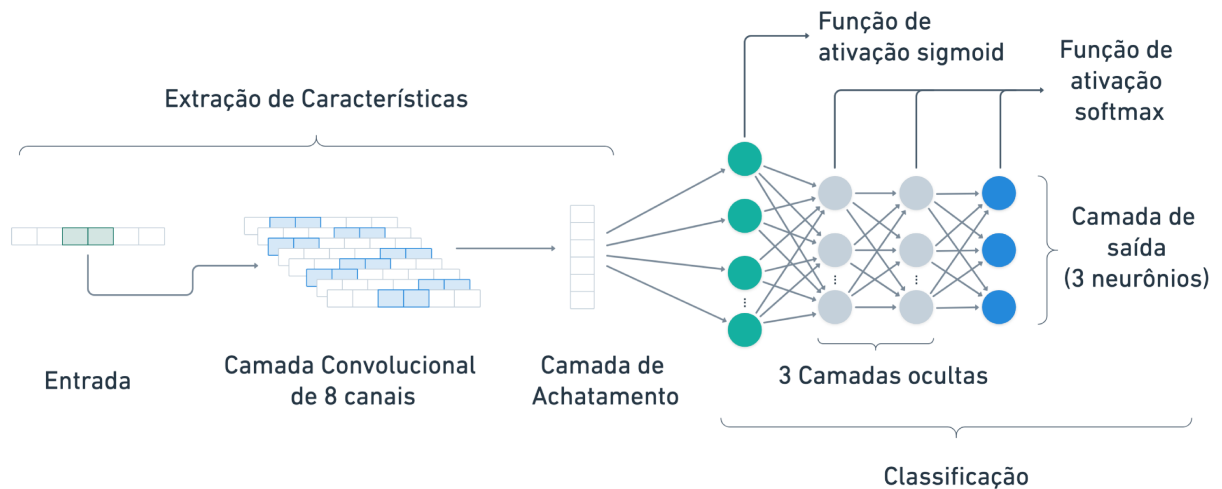 Função de
ativação sigmoid
Função de
ativação
softmax
Extração de Características
Camada de
saída
(3 neurônios)
Entrada
Camada Convolucional
de 8 canais
Camada de
Achatamento
3 Camadas ocultas
Classificação